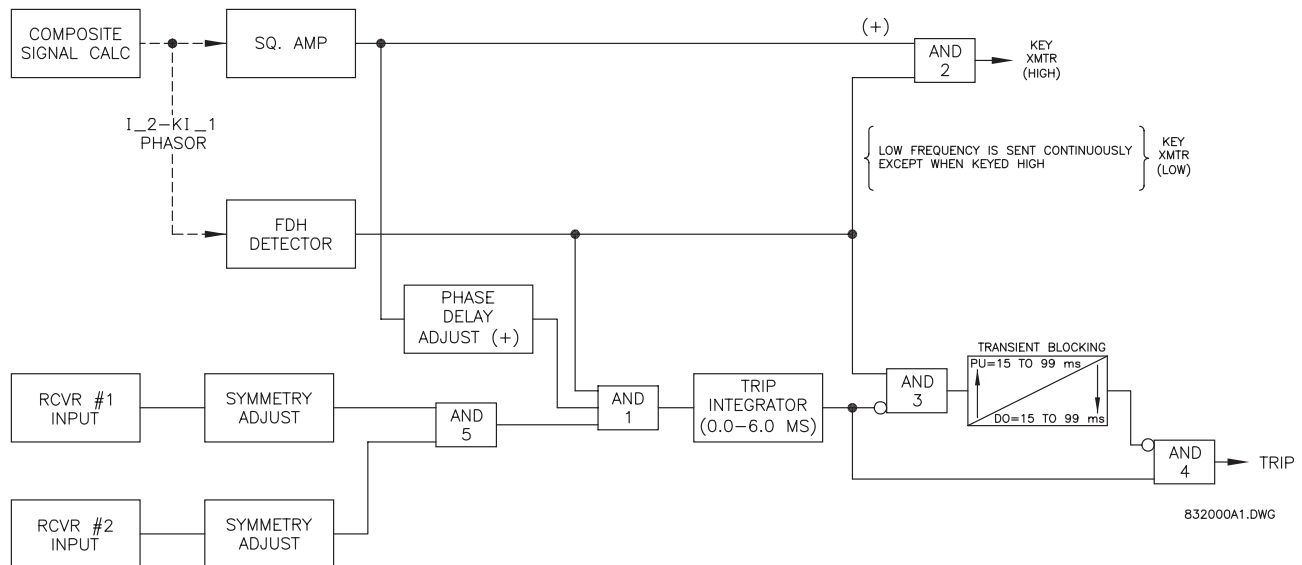 COMPOSITE
SIGNAL CALC
SQ. AMP
(+)
AND
2
KEY
XMTR
(HIGH)
I_2-KI_1
PHASOR
LOW FREQUENCY IS SENT CONTINUOUSLY
EXCEPT WHEN KEYED HIGH
KEY
XMTR
(LOW)
FDH
DETECTOR
PHASE
DELAY
ADJUST (+)
TRANSIENT BLOCKING
PU=15 TO 99 ms
DO=15 TO 99 ms
RCVR #1
INPUT
SYMMETRY
ADJUST
AND
5
AND
1
TRIP
INTEGRATOR
(0.0-6.0 MS)
AND
3
AND
4
TRIP
RCVR #2
INPUT
SYMMETRY
ADJUST
832000A1.DWG